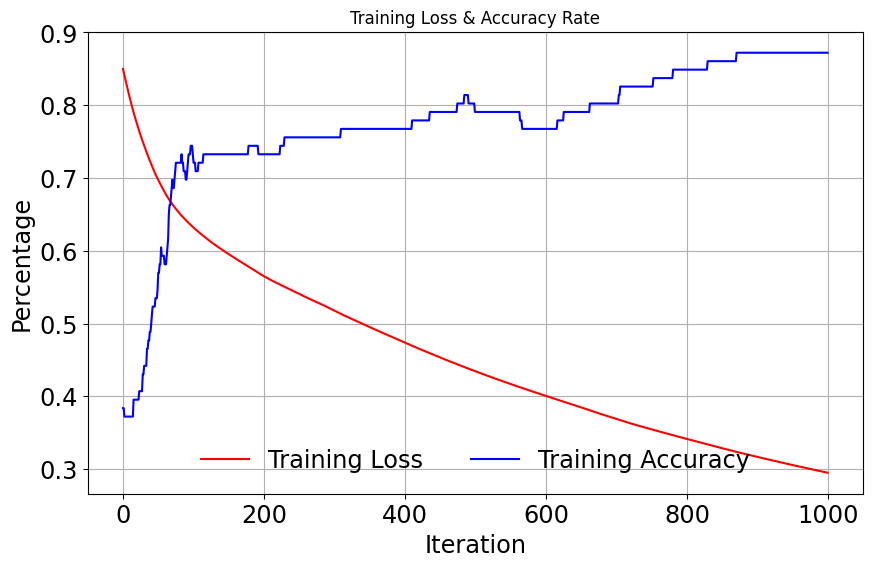 Training Loss & Accuracy Rate
0.9
0.8
0.7
0.6
0.5
0.4
0.3
Percentage
Training Loss Training Accuracy
0 200 400 600 800 1000
Iteration